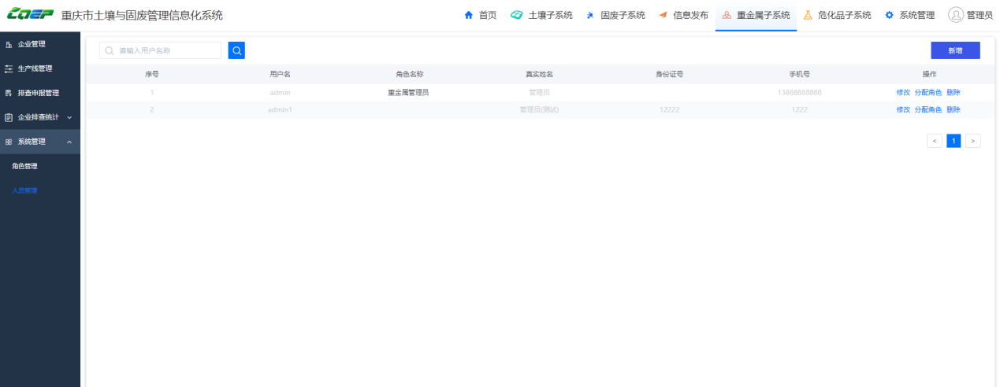 CQEP 重庆市土壤与固废管理信息化系统 首页 土壤子系统 固废子系统 信息发布 重金属子系统 危化品子系统 系统管理 管理员
企业管理
生产线管理
排查申报管理
企业排查统计
系统管理
角色管理
人员管理
请输入用户名称 新增
序号 用户名 角色名称 真实姓名 身份证号 手机号 操作
1 admin 重金属管理员 管理员 13888888888 修改 分配角色 删除
2 admin1 管理员(测试) 12222 1222 修改 分配角色 删除
< 1 >